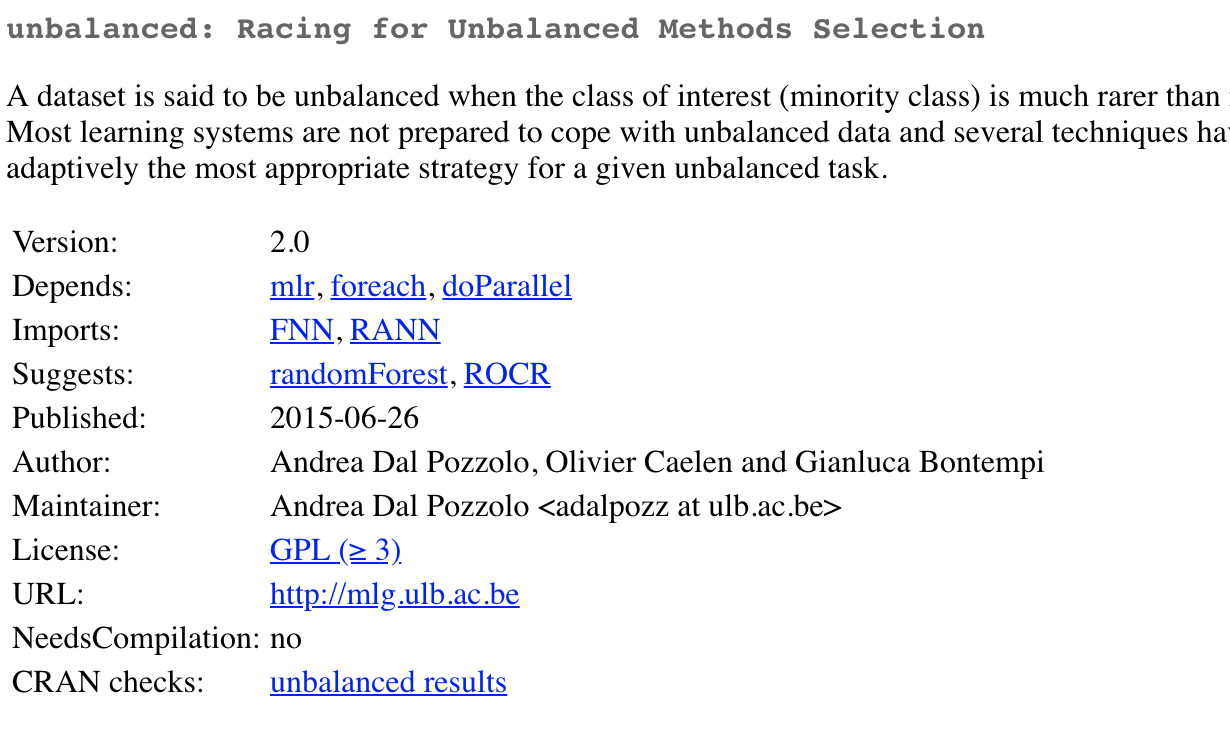 unbalanced: Racing for Unbalanced Methods Selection
A dataset is said to be unbalanced when the class of interest (minority class) is much rarer than
Most learning systems are not prepared to cope with unbalanced data and several techniques
adaptively the most appropriate strategy for a given unbalanced task.
Version: 2.0
Depends: mlr, foreach, doParallel
Imports: FNN, RANN
Suggests: randomForest, ROCR
Published: 2015-06-26
Author: Andrea Dal Pozzolo, Olivier Caelen and Gianluca Bontempi
Maintainer: Andrea Dal Pozzolo <adalpozz at ulb.ac.be>
License: GPL (≥ 3)
URL: http://mlg.ulb.ac.be
NeedsCompilation: no
CRAN checks: unbalanced results